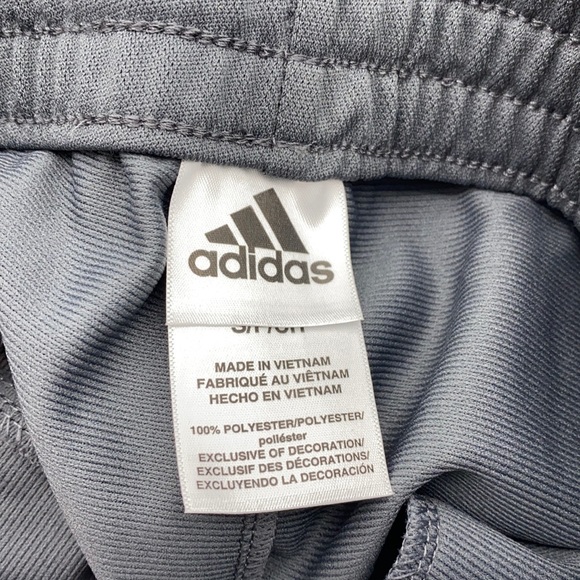 adidas
MADE IN VIETNAM
FABRIQUÉ AU VIÊTNAM
HECHO EN VIETNAM
100% POLYESTER/POLYESTER/
poliéster
EXCLUSIVE OF DECORATION/
EXCLUSIF DES DÉCORATIONS/
EXCLUYENDO LA DECORACIÓN